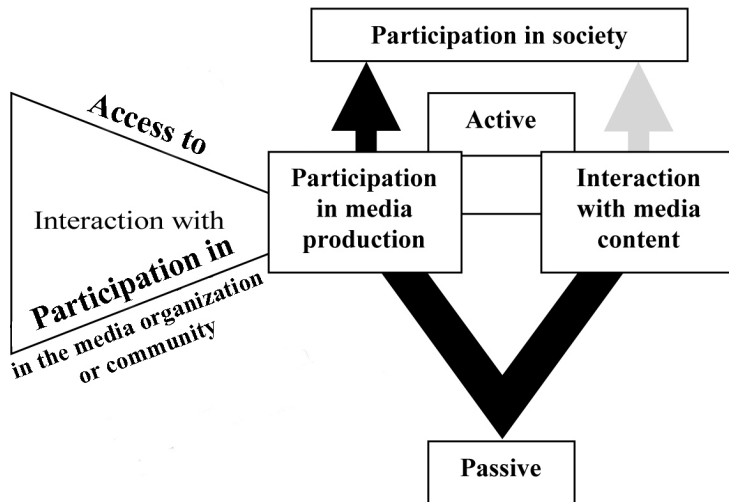 Participation in society
Active
Access to
Interaction with
Participation in
in the media organization
or community
Participation
in media
production
Interaction
with media
content
Passive